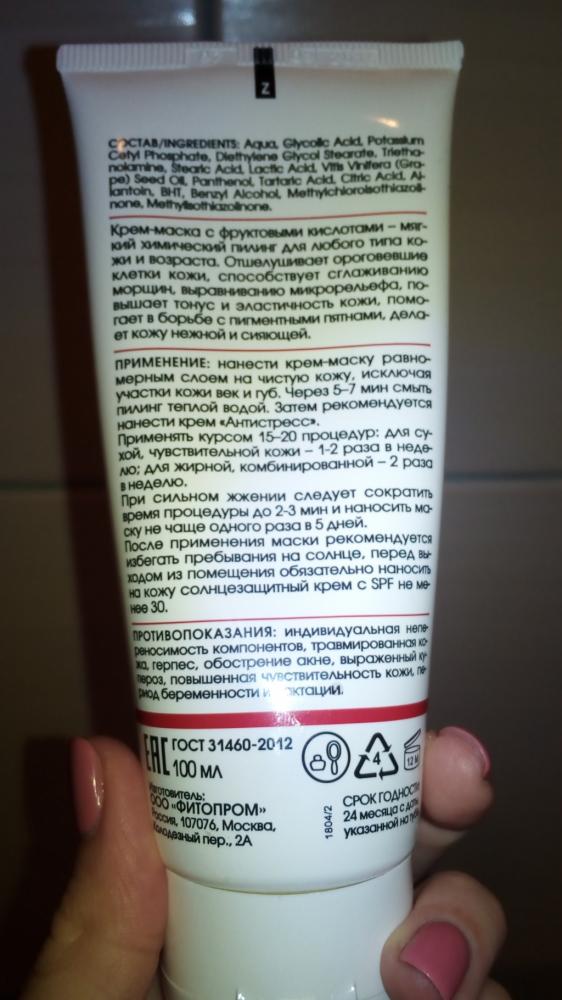 Z
СОСТАВ/INGREDIENTS: Aqua, Glycolic Acid, Potassium
Cetyl Phosphate, Diethylene Glycol Stearate, Trietha-
nolamine, Stearic Acid, Lactic Acid, Vitis Vinifera (Gra-
pe) Seed Oil, Panthenol, Tartaric Acid, Citric Acid, Al-
lantoin, BHT, Benzyl Alcohol, Methylchloroisothiazoli-
none, Methylisothiazolinone.
Крем-маска с фруктовыми кислотами – мяг-
кий химический пилинг для любого типа ко-
жи и возраста. Отшелушивает ороговевшие
клетки кожи, способствует сглаживанию
морщин, выравниванию микрорельефа, по-
вышает тонус и эластичность кожи, помо-
гает в борьбе с пигментными пятнами, дела-
ет кожу нежной и сияющей.
ПРИМЕНЕНИЕ: нанести крем-маску равно-
мерным слоем на чистую кожу, исключая
участки кожи век и губ. Через 5–7 мин смыть
пилинг теплой водой. Затем рекомендуется
нанести крем «Антистресс».
Применять курсом 15–20 процедур: для су-
хой, чувствительной кожи – 1-2 раза в неде-
лю; для жирной, комбинированной – 2 раза
в неделю.
При сильном жжении следует сократить
время процедуры до 2-3 мин и наносить ма-
ску не чаще одного раза в 5 дней.
После применения маски рекомендуется
избегать пребывания на солнце, перед вы-
ходом из помещения обязательно наносить
на кожу солнцезащитный крем с SPF не ме-
нее 30.
ПРОТИВОПОКАЗАНИЯ: индивидуальная непе-
реносимость компонентов, травмированная ко-
жа, герпес, обострение акне, выраженный ку-
пероз, повышенная чувствительность кожи, пе-
риод беременности и лактации.
ЕАС ГОСТ 31460-2012
100 МЛ
4
12 M
Изготовитель:
ООО «ФИТОПРОМ»
Россия, 107076, Москва,
Колодезный пер., 2А
1804/2
СРОК ГОДНОСТИ
24 месяца с даты,
указанной на тубе